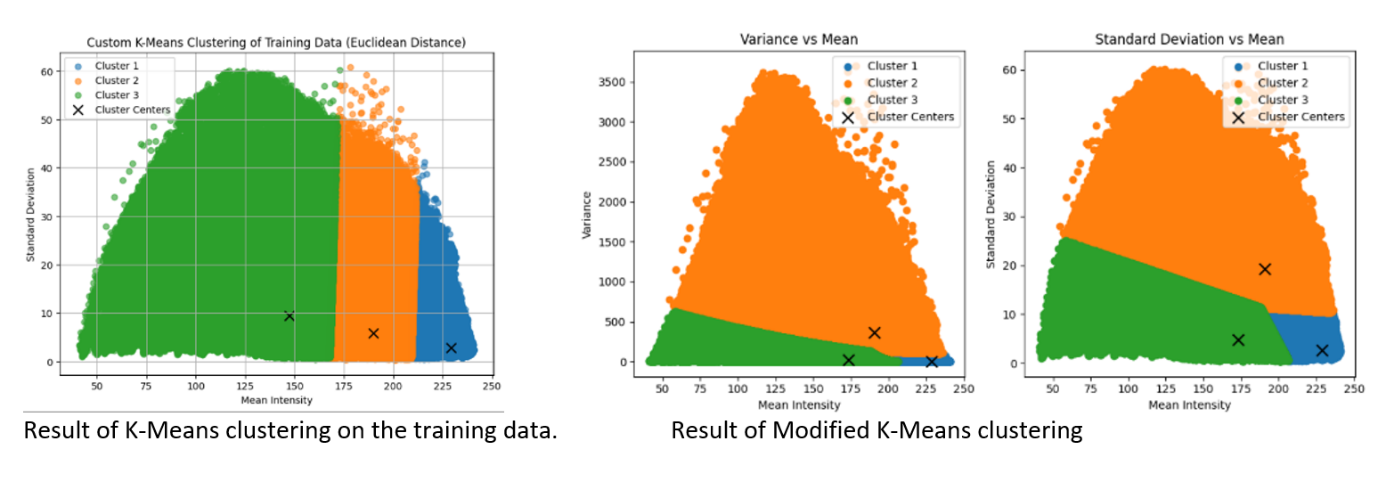 Custom K-Means Clustering of Training Data (Euclidean Distance)
Cluster 1
Cluster 2
Cluster 3
Cluster Centers
60
50
40
30
20
10
0
Standard Deviation
50 75 100 125 150 175 200 225 250
Mean Intensity
Result of K-Means clustering on the training data.
Variance vs Mean
Cluster 1
Cluster 2
Cluster 3
Cluster Centers
3500
3000
2500
2000
1500
1000
500
0
Variance
50 75 100 125 150 175 200 225 250
Mean Intensity
Standard Deviation vs Mean
Cluster 1
Cluster 2
Cluster 3
Cluster Centers
60
50
40
30
20
10
0
Standard Deviation
50 75 100 125 150 175 200 225 250
Mean Intensity
Result of Modified K-Means clustering